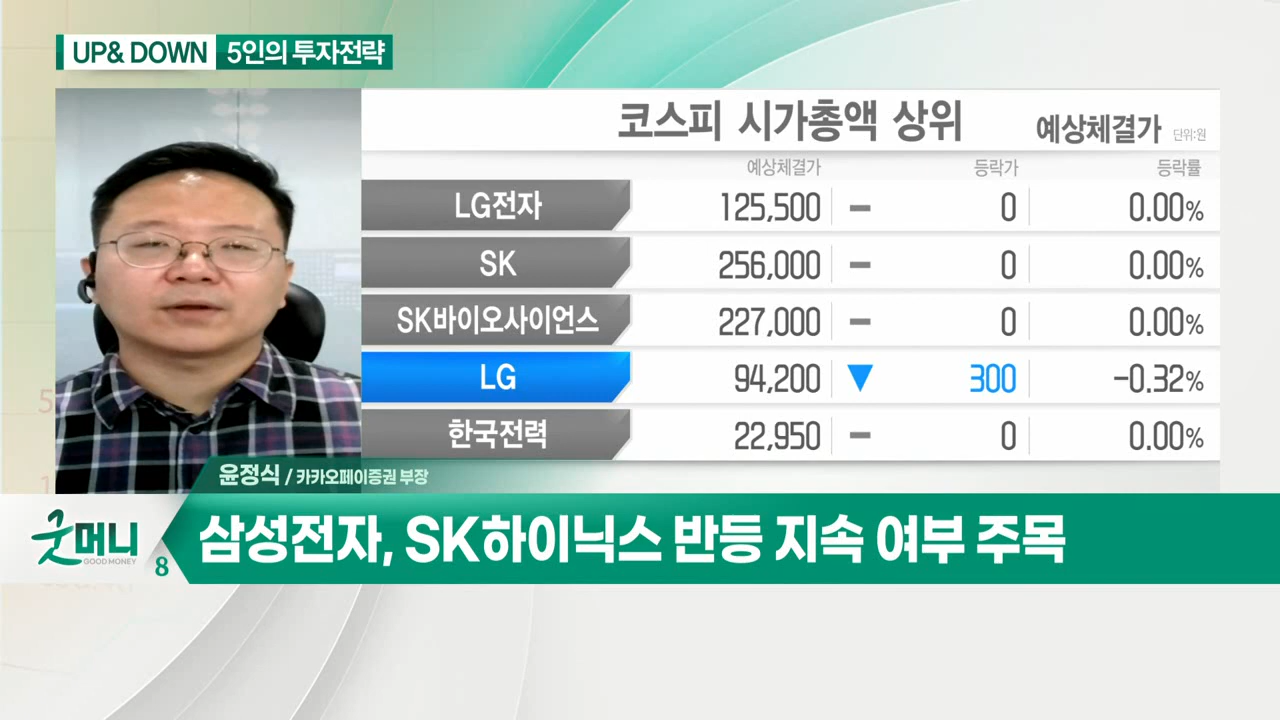 UP& DOWN 5인의 투자전략
코스피 시가총액 상위 예상체결가 단위:원
예상체결가 등락가 등락률
LG전자 125,500 0 0.00%
SK 256,000 0 0.00%
SK바이오사이언스 227,000 0 0.00%
LG 94,200 ▼ 300 -0.32%
한국전력 22,950 0 0.00%
윤정식 / 카카오페이증권 부장
삼성전자, SK하이닉스 반등 지속 여부 주목
굿머니
GOOD MONEY
8
5
1